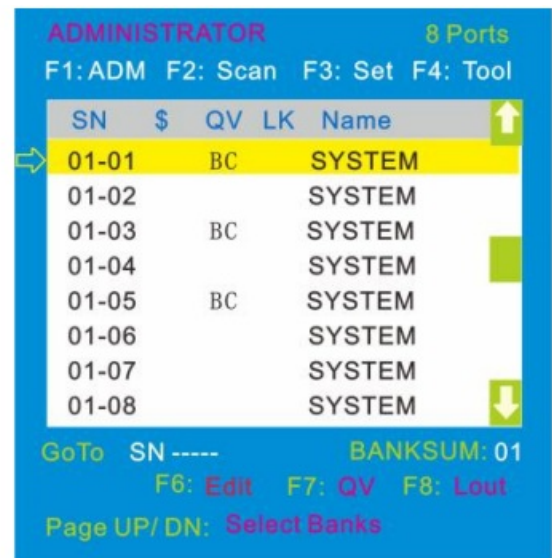 ADMINISTRATOR 8 Ports
F1: ADM F2: Scan F3: Set F4: Tool
SN $ QV LK Name
01-01 BC SYSTEM
01-02 SYSTEM
01-03 BC SYSTEM
01-04 SYSTEM
01-05 BC SYSTEM
01-06 SYSTEM
01-07 SYSTEM
01-08 SYSTEM
GoTo SN ----- BANKSUM: 01
F6: Edit F7: QV F8: Lout
Page UP/ DN: Select Banks